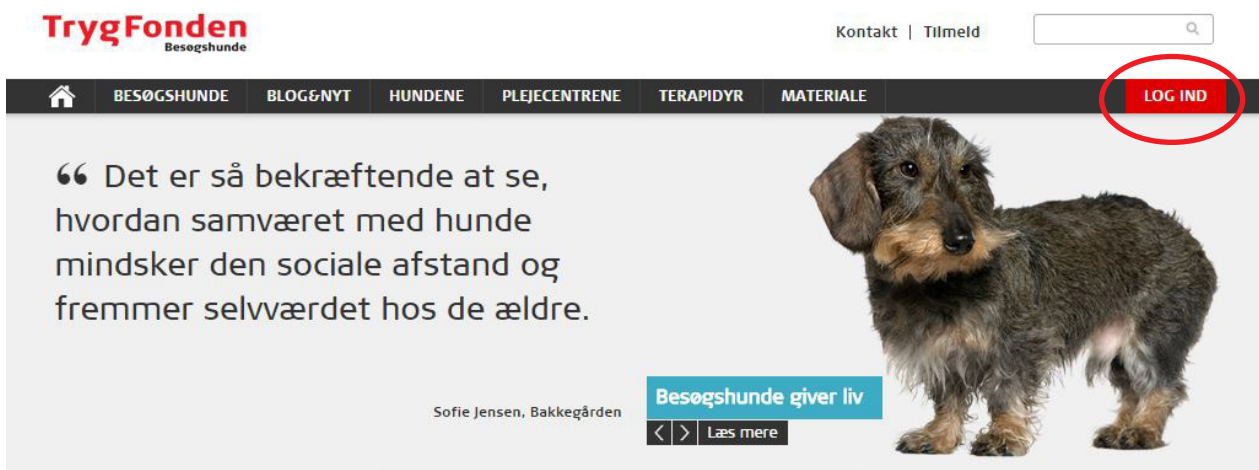 TrygFonden
Besøgshunde
Kontakt | Tilmeld
BESØGSHUNDE BLOG&NYT HUNDENE PLEJECENTRENE TERAPIDYR MATERIALE LOG IND
“ Det er så bekræftende at se,
hvordan samværet med hunde
mindsker den sociale afstand og
fremmer selvværdet hos de ældre.
Sofie Jensen, Bakkegården
Besøgshunde giver liv
< > Læs mere